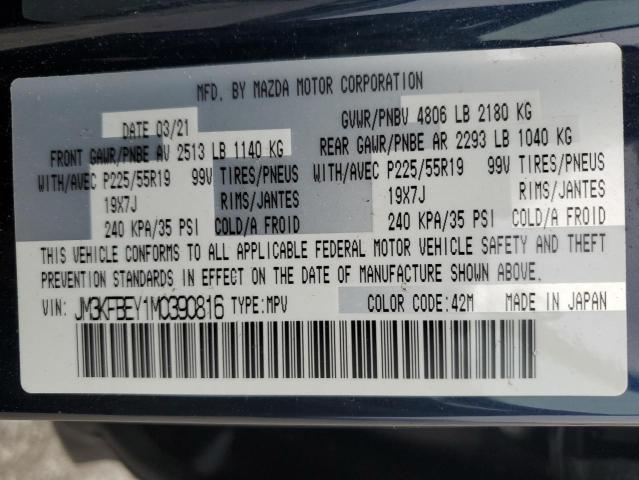 MFD. BY MAZDA MOTOR CORPORATION
DATE 03/21 GVWR/PNBV 4806 LB 2180 KG
FRONT GAWR/PNBE AV 2513 LB 1140 KG REAR GAWR/PNBE AR 2293 LB 1040 KG
WITH/AVEC P225/55R19 99V TIRES/PNEUS WITH/AVEC P225/55R19 99V TIRES/PNEUS
19X7J RIMS/JANTES 19X7J RIMS/JANTES
240 KPA/35 PSI COLD/A FROID 240 KPA/35 PSI COLD/A FROID
THIS VEHICLE CONFORMS TO ALL APPLICABLE FEDERAL MOTOR VEHICLE SAFETY AND THEFT
PREVENTION STANDARDS IN EFFECT ON THE DATE OF MANUFACTURE SHOWN ABOVE.
VIN: JM3KFBEY1M0390816 TYPE:MPV COLOR CODE:42M MADE IN JAPAN